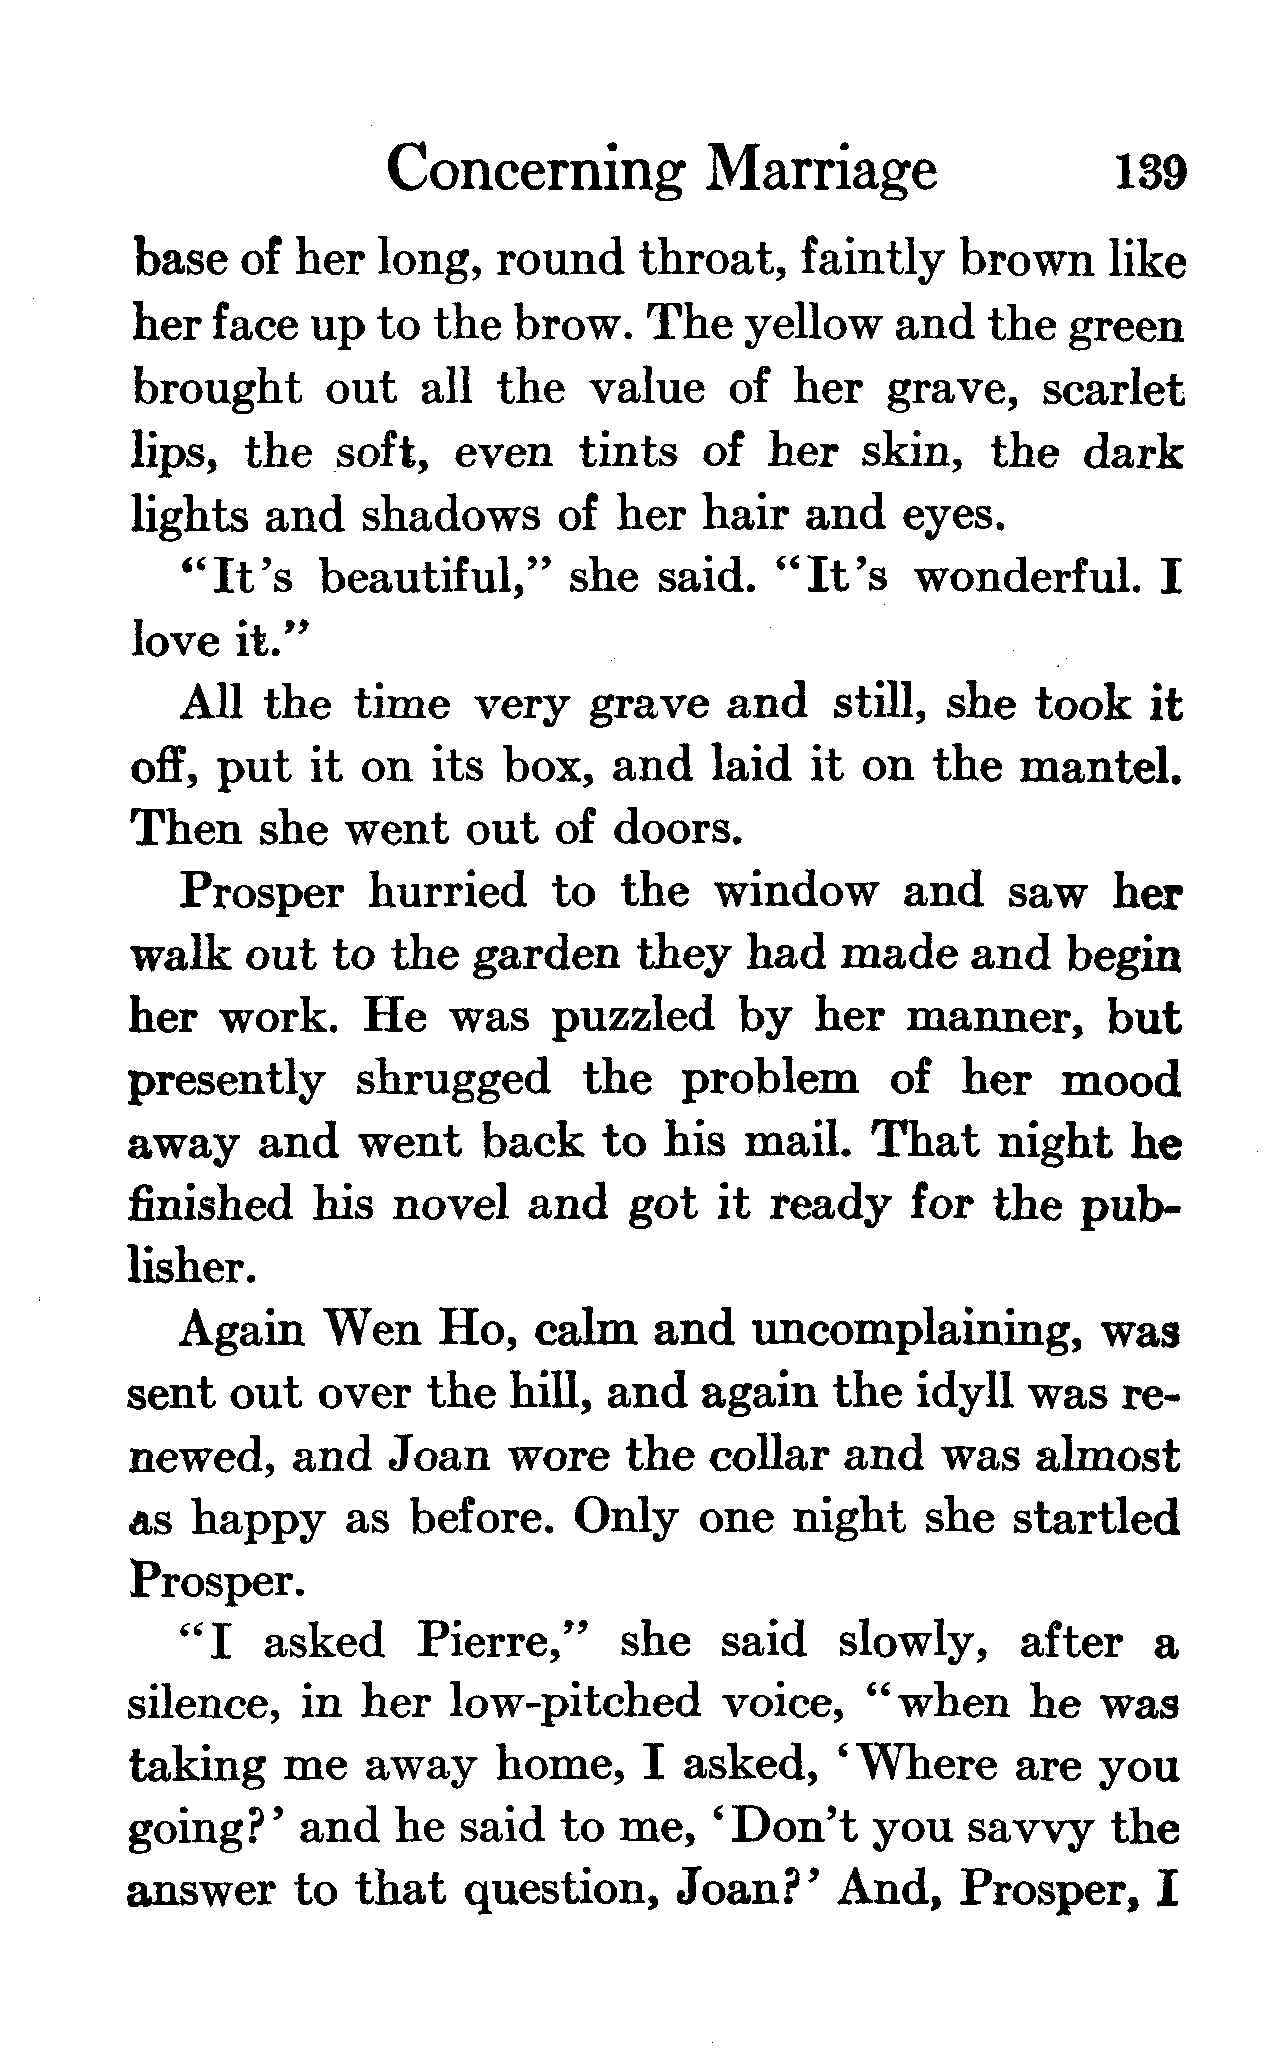 Concerning Marriage 139
base of her long, round throat, faintly brown like
her face up to the brow. The yellow and the green
brought out all the value of her grave, scarlet
lips, the soft, even tints of her skin, the dark
lights and shadows of her hair and eyes.
"It's beautiful," she said. "It's wonderful. I
love it."
All the time very grave and still, she took it
off, put it on its box, and laid it on the mantel.
Then she went out of doors.
Prosper hurried to the window and saw her
walk out to the garden they had made and begin
her work. He was puzzled by her manner, but
presently shrugged the problem of her mood
away and went back to his mail. That night he
finished his novel and got it ready for the pub-
lisher.
Again Wen Ho, calm and uncomplaining, was
sent out over the hill, and again the idyll was re-
newed, and Joan wore the collar and was almost
as happy as before. Only one night she startled
Prosper.
"I asked Pierre," she said slowly, after a
silence, in her low-pitched voice, "when he was
taking me away home, I asked, 'Where are you
going?' and he said to me, 'Don't you savvy the
answer to that question, Joan?' And, Prosper, I